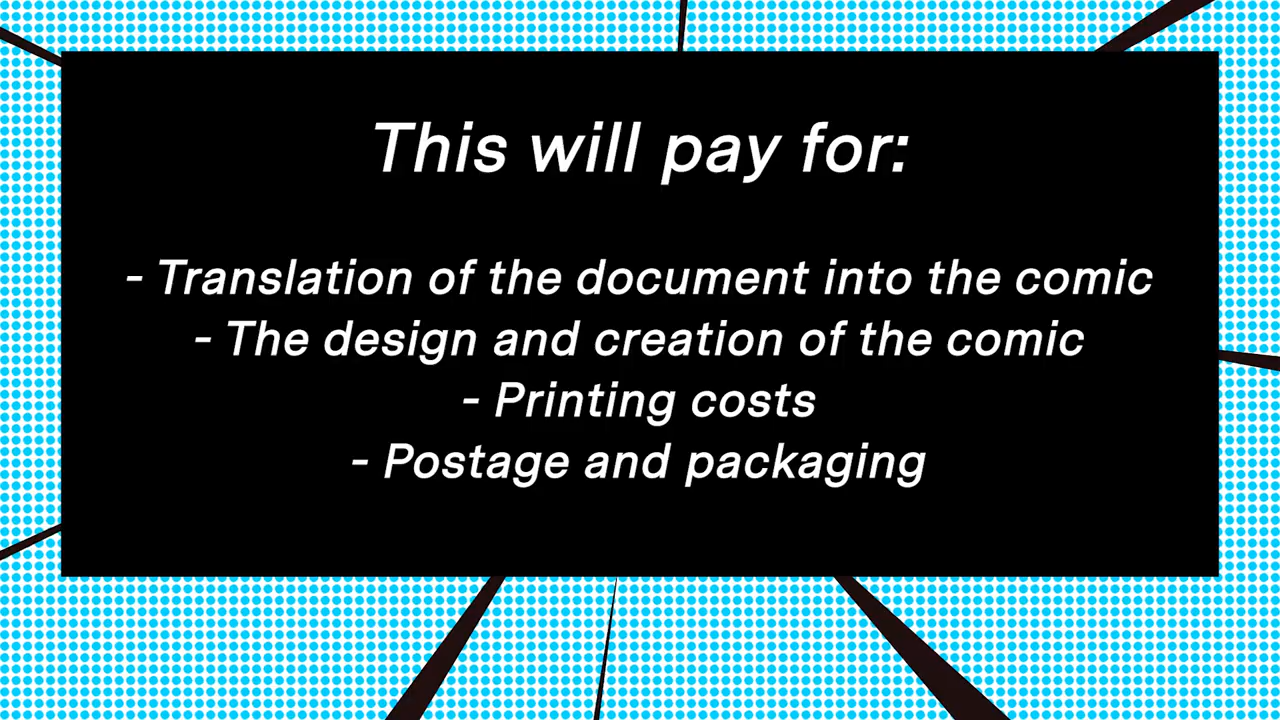 This will pay for:
- Translation of the document into the comic
- The design and creation of the comic
- Printing costs
- Postage and packaging